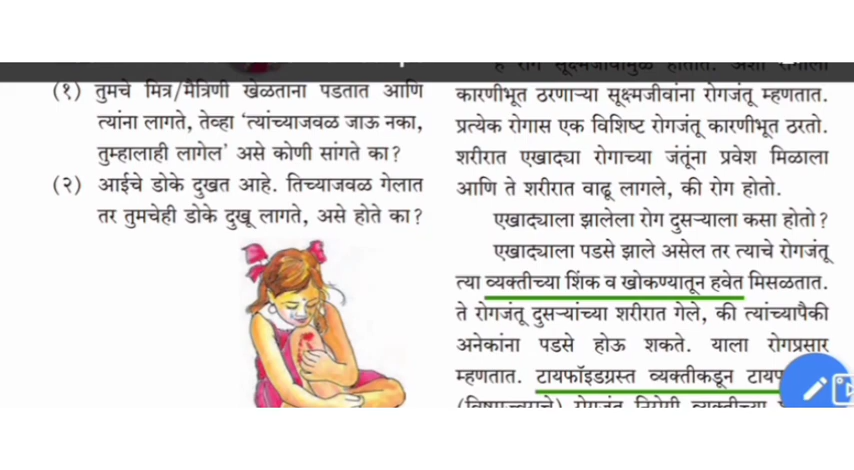 (१) तुमचे मित्र/मैत्रिणी खेळताना पडतात आणि
त्यांना लागते, तेव्हा ‘त्यांच्याजवळ जाऊ नका,
तुम्हालाही लागेल’ असे कोणी सांगते का?
(२) आईचे डोके दुखत आहे. तिच्याजवळ गेलात
तर तुमचेही डोके दुखू लागते, असे होते का?
कारणीभूत ठरणाऱ्या सूक्ष्मजीवांना रोगजंतू म्हणतात.
प्रत्येक रोगास एक विशिष्ट रोगजंतू कारणीभूत ठरतो.
शरीरात एखाद्या रोगाच्या जंतूंना प्रवेश मिळाला
आणि ते शरीरात वाढू लागले, की रोग होतो.
एखाद्याला झालेला रोग दुसऱ्याला कसा होतो?
एखाद्याला पडसे झाले असेल तर त्याचे रोगजंतू
त्या व्यक्तीच्या शिंक व खोकण्यातून हवेत मिसळतात.
ते रोगजंतू दुसऱ्यांच्या शरीरात गेले, की त्यांच्यापैकी
अनेकांना पडसे होऊ शकते. याला रोगप्रसार
म्हणतात. टायफॉइडग्रस्त व्यक्तीकडून